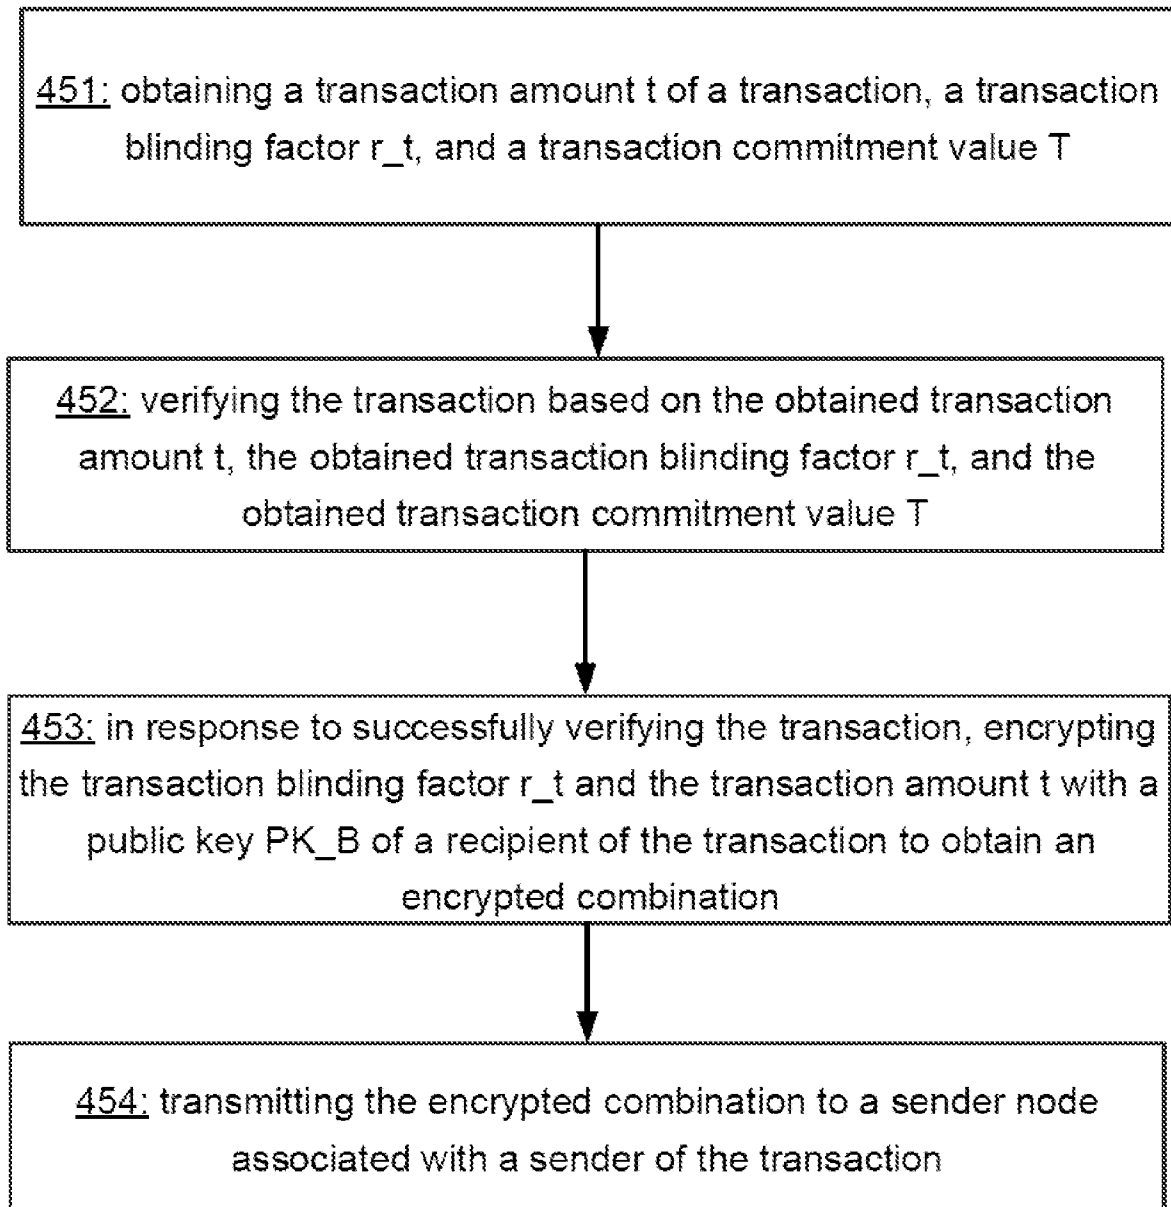 451: obtaining a transaction amount t of a transaction, a transaction
blinding factor r_t, and a transaction commitment value T
452: verifying the transaction based on the obtained transaction
amount t, the obtained transaction blinding factor r_t, and the
obtained transaction commitment value T
453: in response to successfully verifying the transaction, encrypting
the transaction blinding factor r_t and the transaction amount t with a
public key PK_B of a recipient of the transaction to obtain an
encrypted combination
454: transmitting the encrypted combination to a sender node
associated with a sender of the transaction